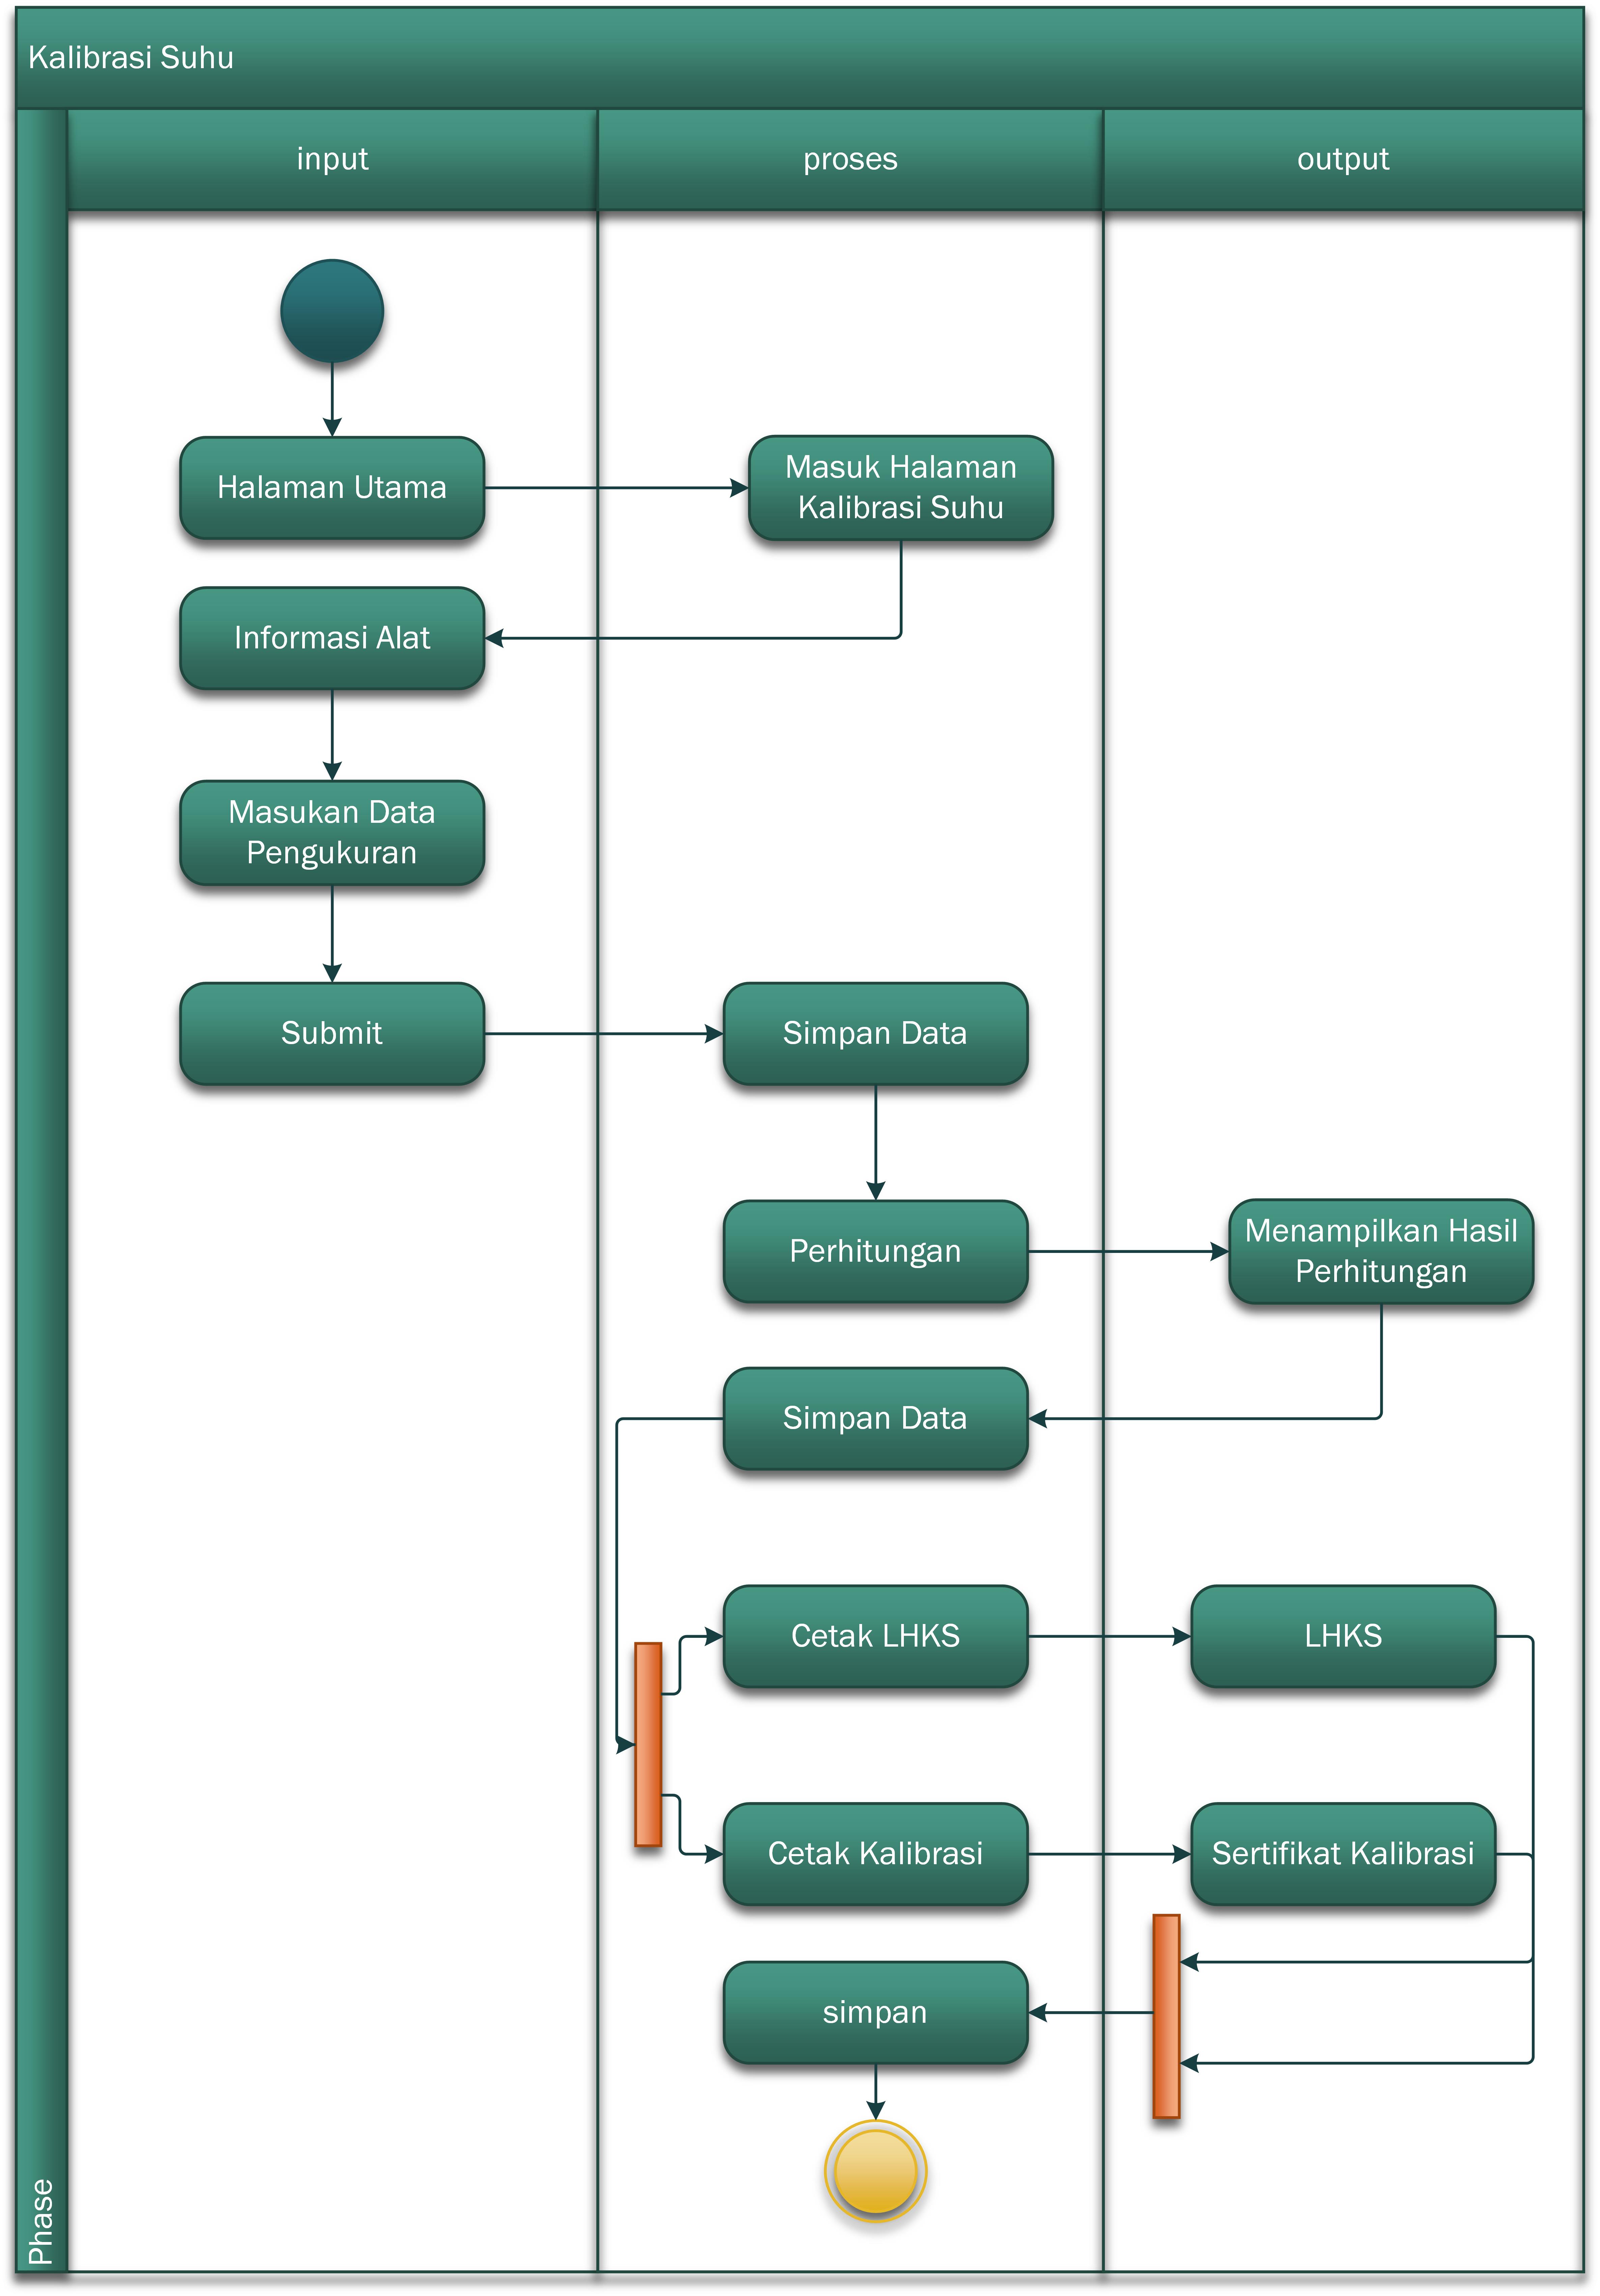 Kalibrasi Suhu
input
proses
output
Halaman Utama
Masuk Halaman
Kalibrasi Suhu
Informasi Alat
Masukan Data
Pengukuran
Submit
Simpan Data
Perhitungan
Menampilkan Hasil
Perhitungan
Simpan Data
Cetak LHKS
LHKS
Cetak Kalibrasi
Sertifikat Kalibrasi
simpan
Phase